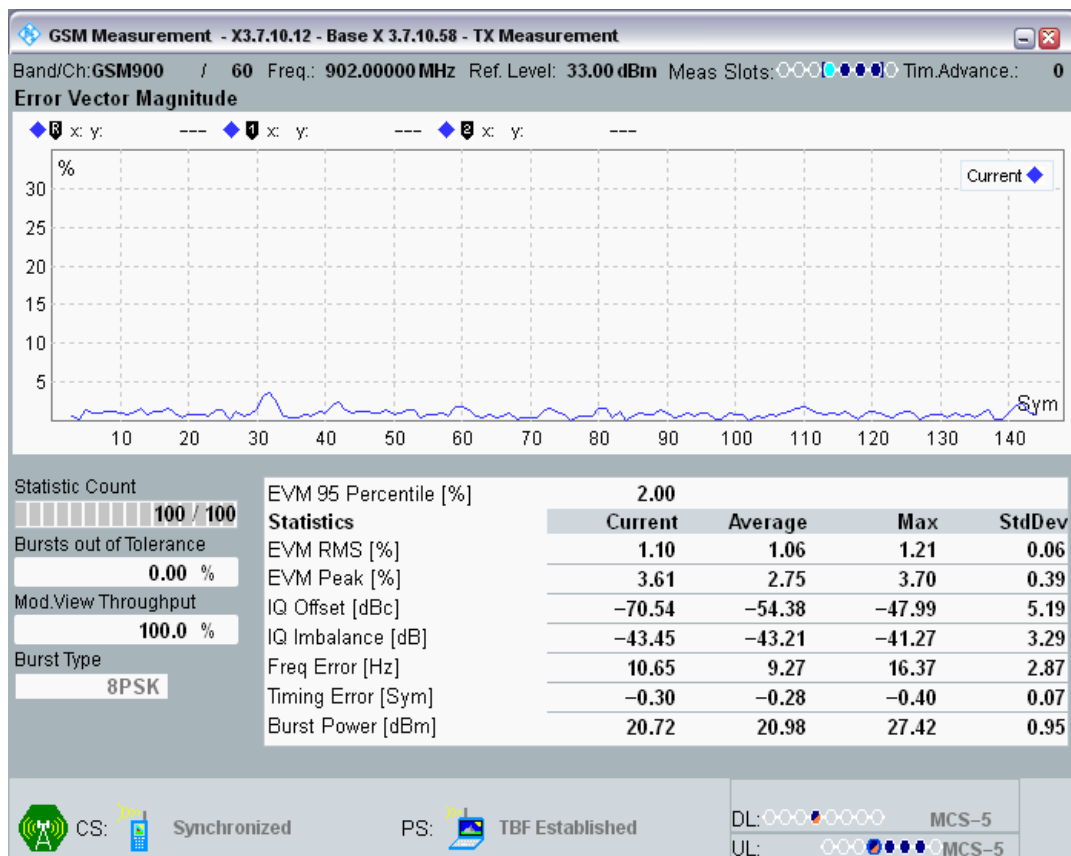 GSM Measurement - X3.7.10.12 - Base X 3.7.10.58 - TX Measurement
Band/Ch:GSM900 / 60 Freq.: 902.00000 MHz Ref. Level: 33.00 dBm Meas Slots: Tim.Advance.: 0
Error Vector Magnitude
R x: y: --- 1 x: y: --- 2 x: y: ---
%
Current
30
25
20
15
10
5
Sym
10 20 30 40 50 60 70 80 90 100 110 120 130 140
Statistic Count
100 / 100
Bursts out of Tolerance
0.00 %
Mod.View Throughput
100.0 %
Burst Type
8PSK
EVM 95 Percentile [%] 2.00
Statistics Current Average Max StdDev
EVM RMS [%] 1.10 1.06 1.21 0.06
EVM Peak [%] 3.61 2.75 3.70 0.39
IQ Offset [dBc] −70.54 −54.38 −47.99 5.19
IQ Imbalance [dB] −43.45 −43.21 −41.27 3.29
Freq Error [Hz] 10.65 9.27 16.37 2.87
Timing Error [Sym] −0.30 −0.28 −0.40 0.07
Burst Power [dBm] 20.72 20.98 27.42 0.95
CS: Synchronized PS: TBF Established
DL: MCS−5
UL: MCS−5